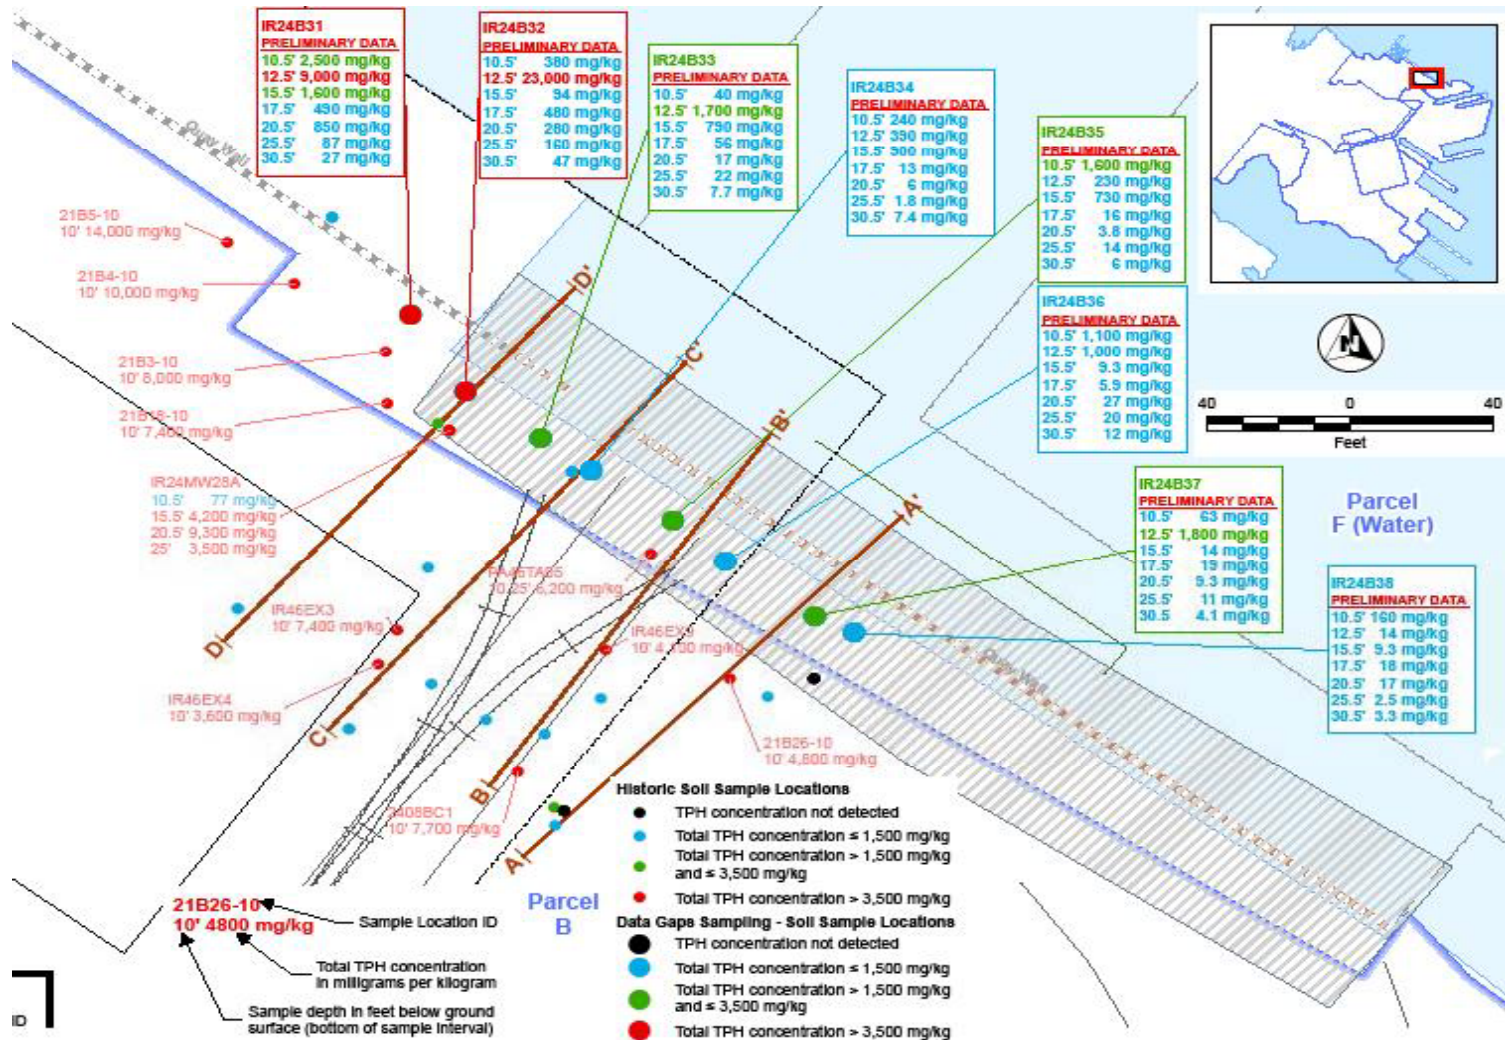 IR24B31
PRELIMINARY DATA
10.5' 2,500 mg/kg
12.5' 9,000 mg/kg
15.5' 1,600 mg/kg
17.5' 490 mg/kg
20.5' 850 mg/kg
25.5' 87 mg/kg
30.5' 27 mg/kg
IR24B32
PRELIMINARY DATA
10.5' 380 mg/kg
12.5' 23,000 mg/kg
15.5' 94 mg/kg
17.5' 480 mg/kg
20.5' 280 mg/kg
25.5' 160 mg/kg
30.5' 47 mg/kg
IR24B33
PRELIMINARY DATA
10.5' 40 mg/kg
12.5' 1,700 mg/kg
15.5' 790 mg/kg
17.5' 56 mg/kg
20.5' 17 mg/kg
25.5' 22 mg/kg
30.5' 7.7 mg/kg
IR24B34
PRELIMINARY DATA
10.5' 240 mg/kg
12.5' 390 mg/kg
15.5' 900 mg/kg
17.5' 13 mg/kg
20.5' 6 mg/kg
25.5' 1.8 mg/kg
30.5' 7.4 mg/kg
IR24B35
PRELIMINARY DATA
10.5' 1,600 mg/kg
12.5' 230 mg/kg
15.5' 730 mg/kg
17.5' 16 mg/kg
20.5' 3.8 mg/kg
25.5' 14 mg/kg
30.5' 6 mg/kg
IR24B36
PRELIMINARY DATA
10.5' 1,100 mg/kg
12.5' 1,000 mg/kg
15.5' 9.3 mg/kg
17.5' 5.9 mg/kg
20.5' 27 mg/kg
25.5' 20 mg/kg
30.5' 12 mg/kg
N
40 0 40
Feet
Quay Wall
21B5-10
10' 14,000 mg/kg
21B4-10
10' 10,000 mg/kg
21B3-10
10' 8,000 mg/kg
21B18-10
10' 7,400 mg/kg
IR24MW28A
10.5' 77 mg/kg
15.5' 4,200 mg/kg
20.5' 9,300 mg/kg
25' 3,500 mg/kg
D'
C'
B'
A'
IR24B37
PRELIMINARY DATA
10.5' 63 mg/kg
12.5' 1,800 mg/kg
15.5' 14 mg/kg
17.5' 19 mg/kg
20.5' 9.3 mg/kg
25.5' 11 mg/kg
30.5 4.1 mg/kg
Parcel
F (Water)
IR24B38
PRELIMINARY DATA
10.5' 160 mg/kg
12.5' 14 mg/kg
15.5' 9.3 mg/kg
17.5' 18 mg/kg
20.5' 17 mg/kg
25.5' 2.5 mg/kg
30.5' 3.3 mg/kg
10.25' 6,200 mg/kg
IR46EX3
10' 7,400 mg/kg
10' 4,100 mg/kg
Quay Wall
D
IR46EX4
10' 3,600 mg/kg
C
21B26-10
10' 4,800 mg/kg
B
10' 7,700 mg/kg
A
Historic Soil Sample Locations
TPH concentration not detected
Total TPH concentration ≤ 1,500 mg/kg
Total TPH concentration > 1,500 mg/kg
and ≤ 3,500 mg/kg
Total TPH concentration > 3,500 mg/kg
Data Gaps Sampling - Soil Sample Locations
TPH concentration not detected
Total TPH concentration ≤ 1,500 mg/kg
Total TPH concentration > 1,500 mg/kg
and ≤ 3,500 mg/kg
Total TPH concentration > 3,500 mg/kg
Parcel
B
21B26-10
10' 4800 mg/kg
Sample Location ID
Total TPH concentration
in milligrams per kilogram
Sample depth in feet below ground
surface (bottom of sample interval)
ID